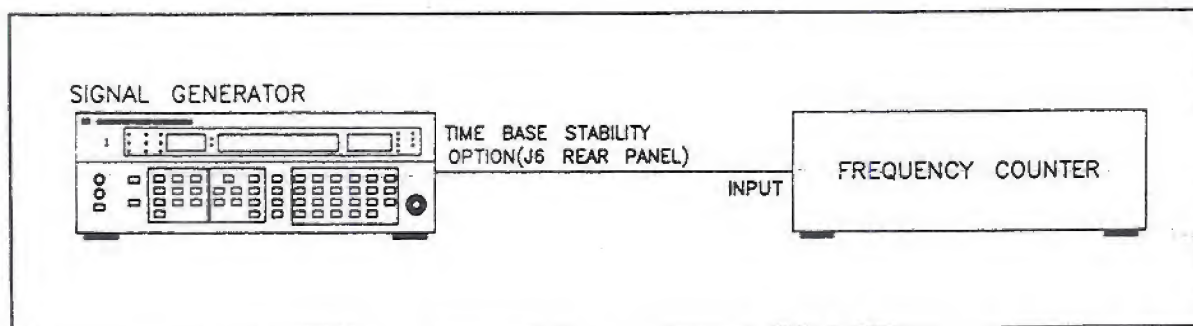 SIGNAL GENERATOR
TIME BASE STABILITY
OPTION(J6 REAR PANEL)
INPUT
FREQUENCY COUNTER